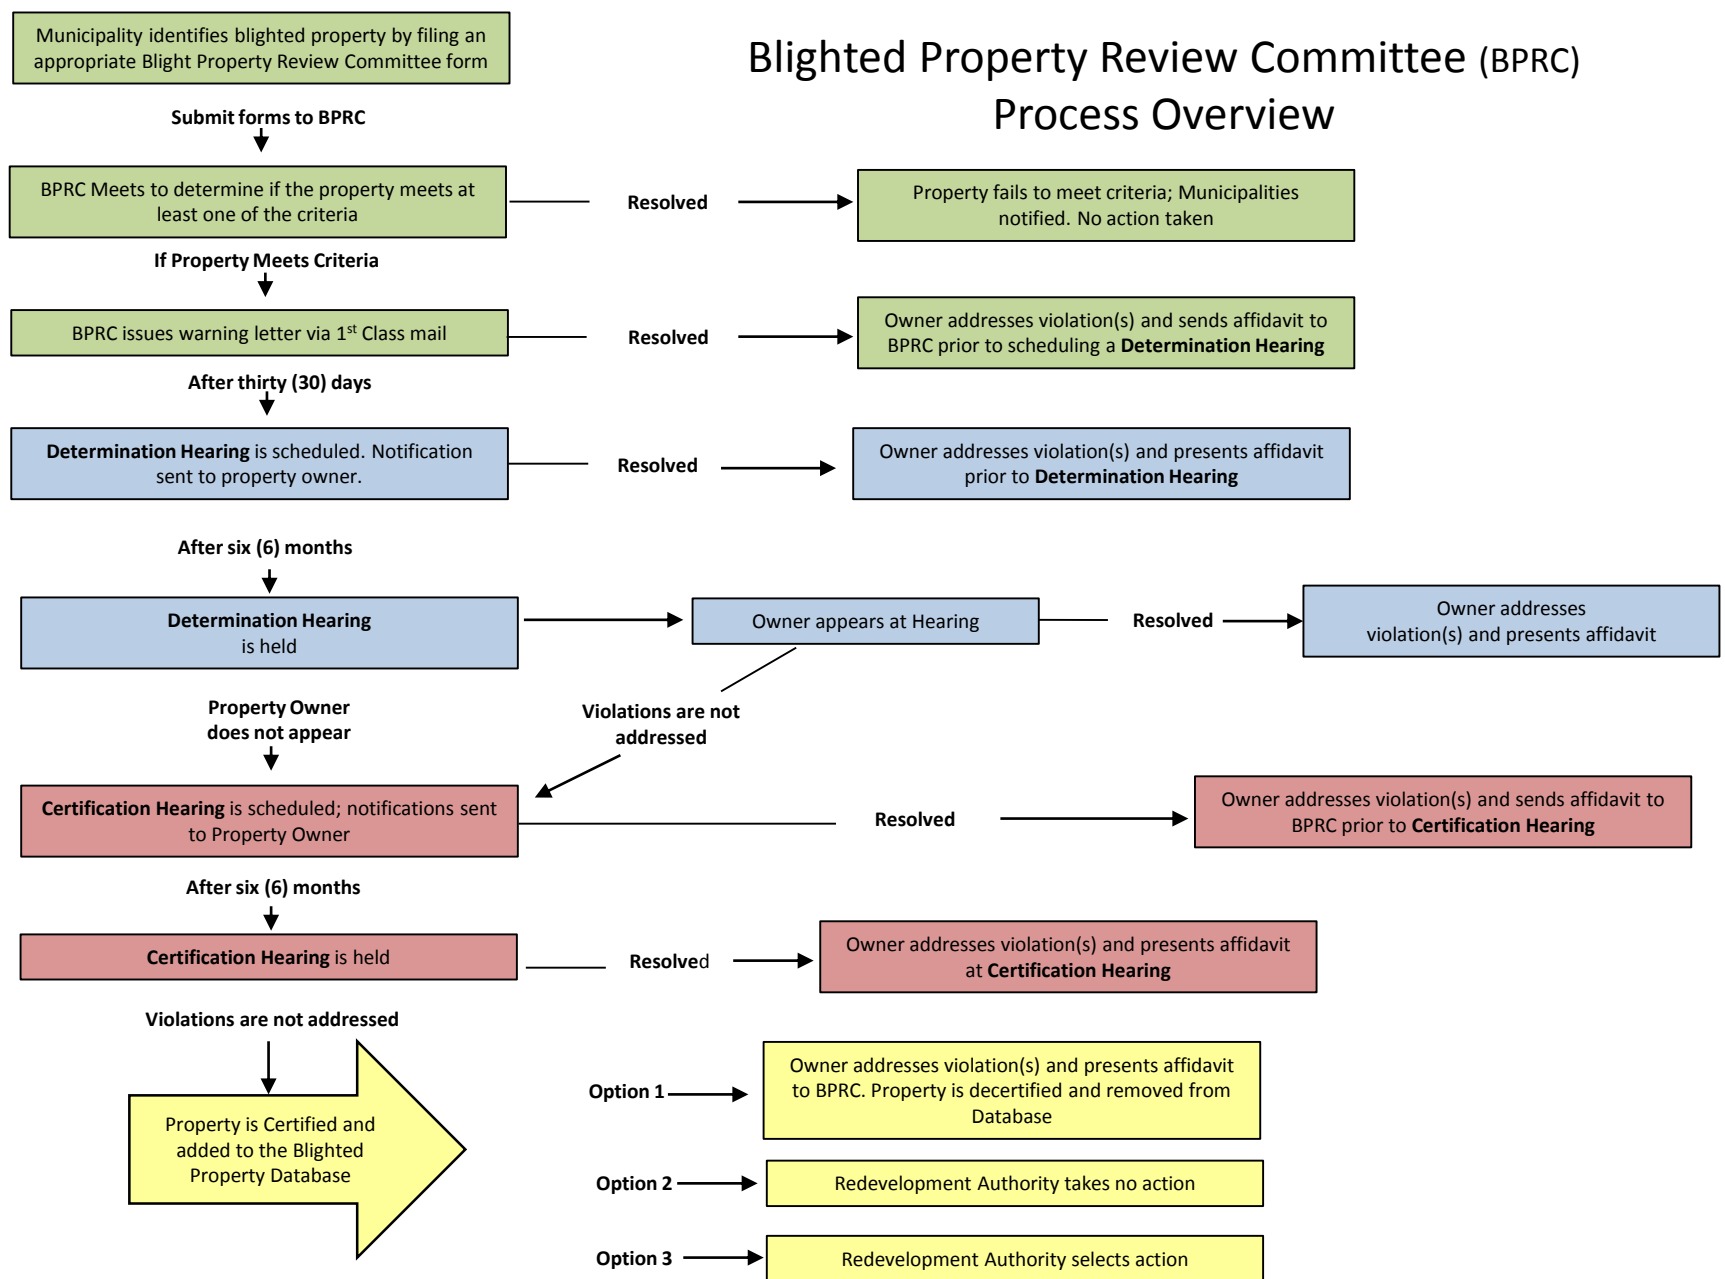 Municipality identifies blighted property by filing an
appropriate Blight Property Review Committee form
Blighted Property Review Committee (BPRC)
Process Overview
Submit forms to BPRC
BPRC Meets to determine if the property meets at
least one of the criteria
Resolved
Property fails to meet criteria; Municipalities
notified. No action taken
If Property Meets Criteria
BPRC issues warning letter via 1st Class mail
Resolved
Owner addresses violation(s) and sends affidavit to
BPRC prior to scheduling a Determination Hearing
After thirty (30) days
Determination Hearing is scheduled. Notification
sent to property owner.
Resolved
Owner addresses violation(s) and presents affidavit
prior to Determination Hearing
After six (6) months
Determination Hearing
is held
Owner appears at Hearing
Resolved
Owner addresses
violation(s) and presents affidavit
Property Owner
does not appear
Violations are not
addressed
Certification Hearing is scheduled; notifications sent
to Property Owner
Resolved
Owner addresses violation(s) and sends affidavit to
BPRC prior to Certification Hearing
After six (6) months
Certification Hearing is held
Resolved
Owner addresses violation(s) and presents affidavit
at Certification Hearing
Violations are not addressed
Property is Certified and
added to the Blighted
Property Database
Option 1
Owner addresses violation(s) and presents affidavit
to BPRC. Property is decertified and removed from
Database
Option 2
Redevelopment Authority takes no action
Option 3
Redevelopment Authority selects action